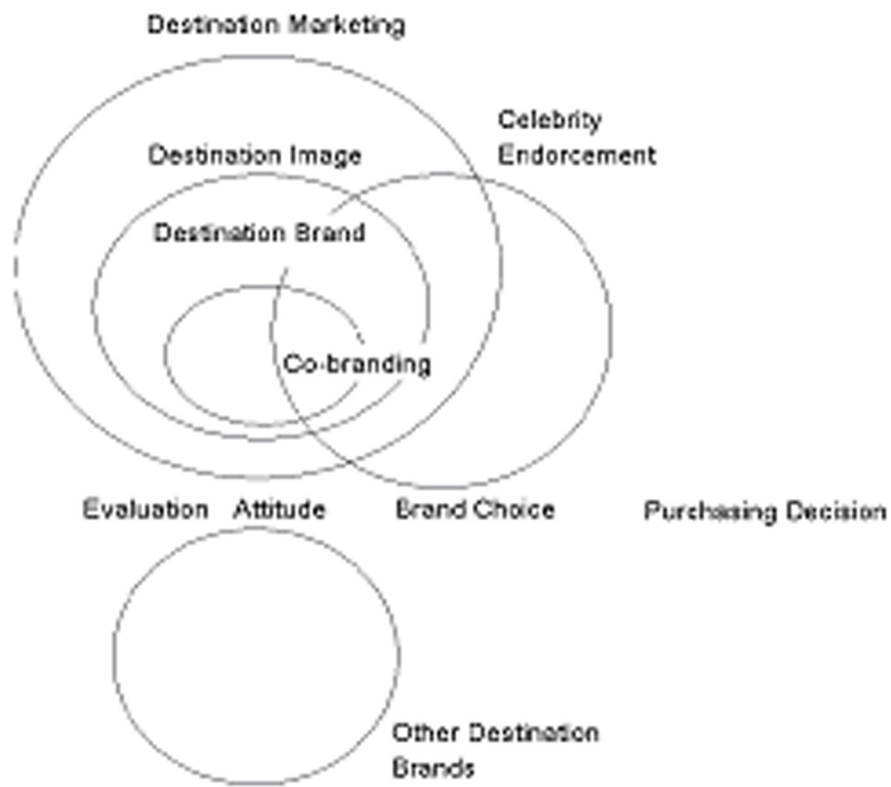 Destination Marketing
Celebrity
Endorcement
Destination Image
Destination Brand
Co-branding
Evaluation Attitude Brand Choice Purchasing Decision
Other Destination
Brands